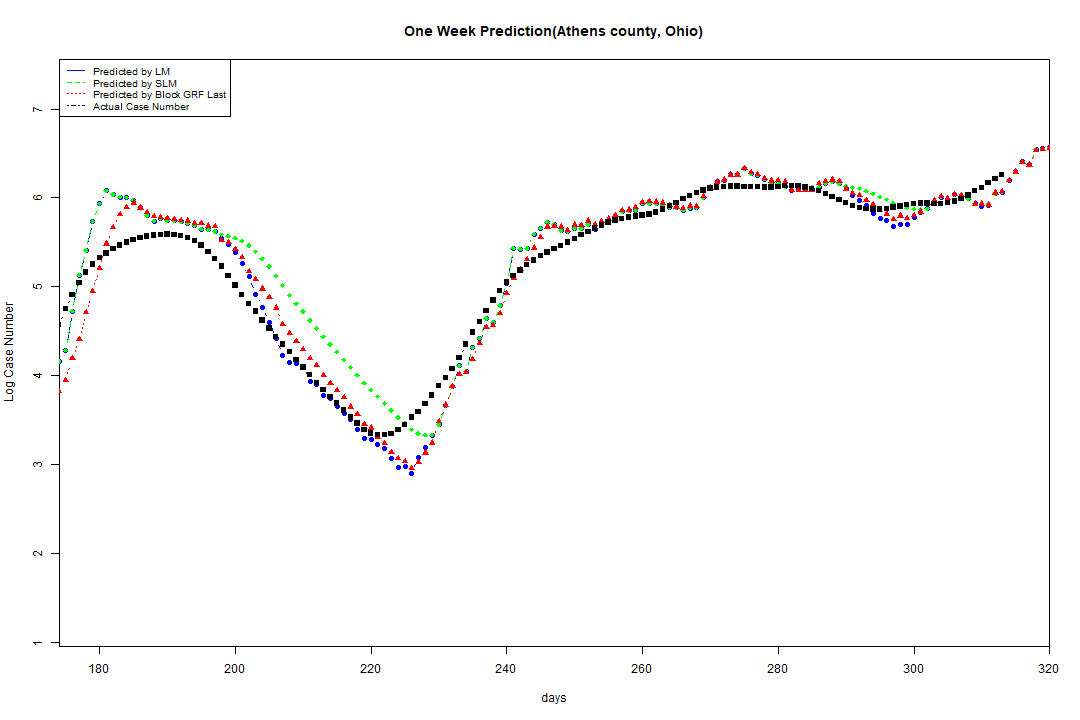 One Week Prediction(Athens county, Ohio)
Predicted by LM
Predicted by SLM
Predicted by Block GRF Last
Actual Case Number
7
6
5
4
3
2
1
Log Case Number
180 200 220 240 260 280 300 320
days